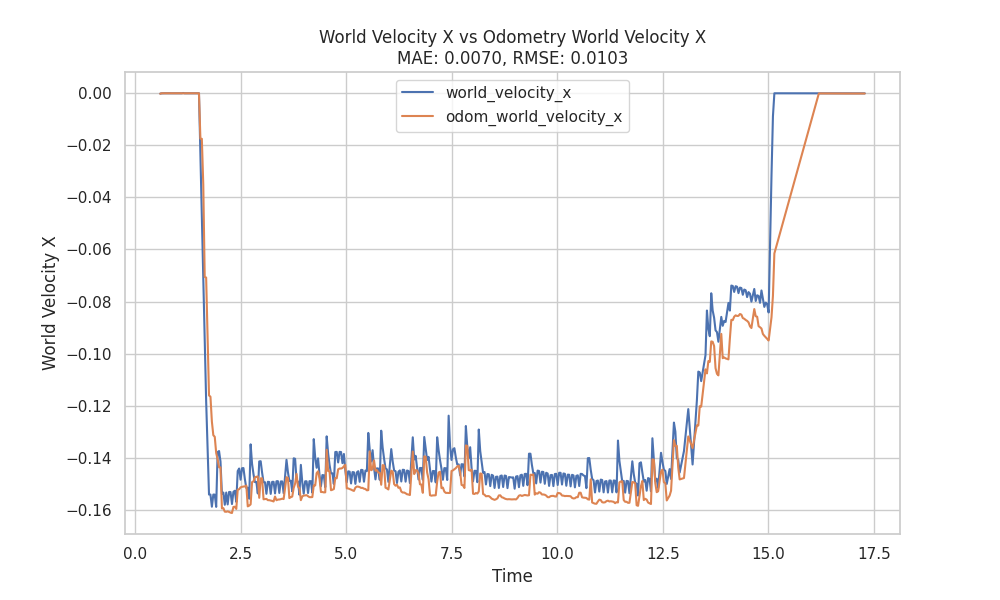 World Velocity X vs Odometry World Velocity X
MAE: 0.0070, RMSE: 0.0103
world_velocity_x
odom_world_velocity_x
World Velocity X
0.00
−0.02
−0.04
−0.06
−0.08
−0.10
−0.12
−0.14
−0.16
0.0
2.5
5.0
7.5
10.0
12.5
15.0
17.5
Time